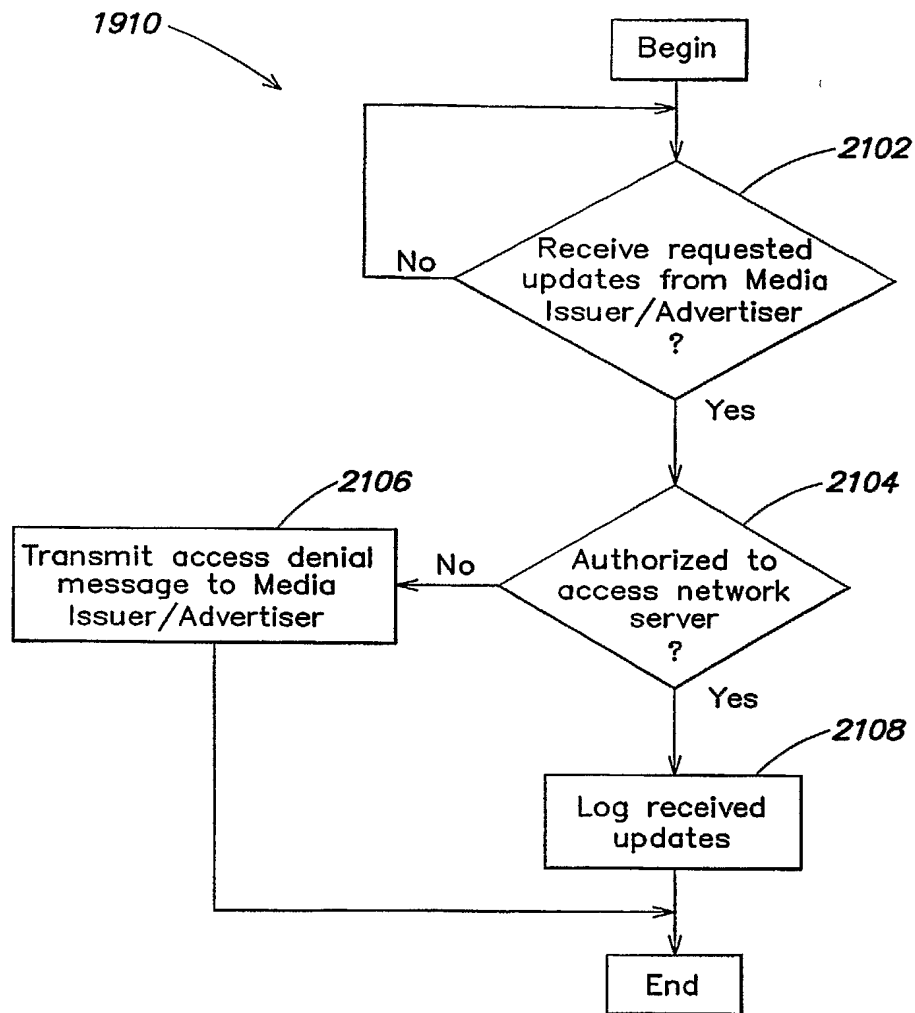 1910
Begin
2102
Receive requested
updates from Media
Issuer/Advertiser
?
No
Yes
2106
2104
Transmit access denial
message to Media
Issuer/Advertiser
No
Authorized to
access network
server
?
Yes
2108
Log received
updates
End